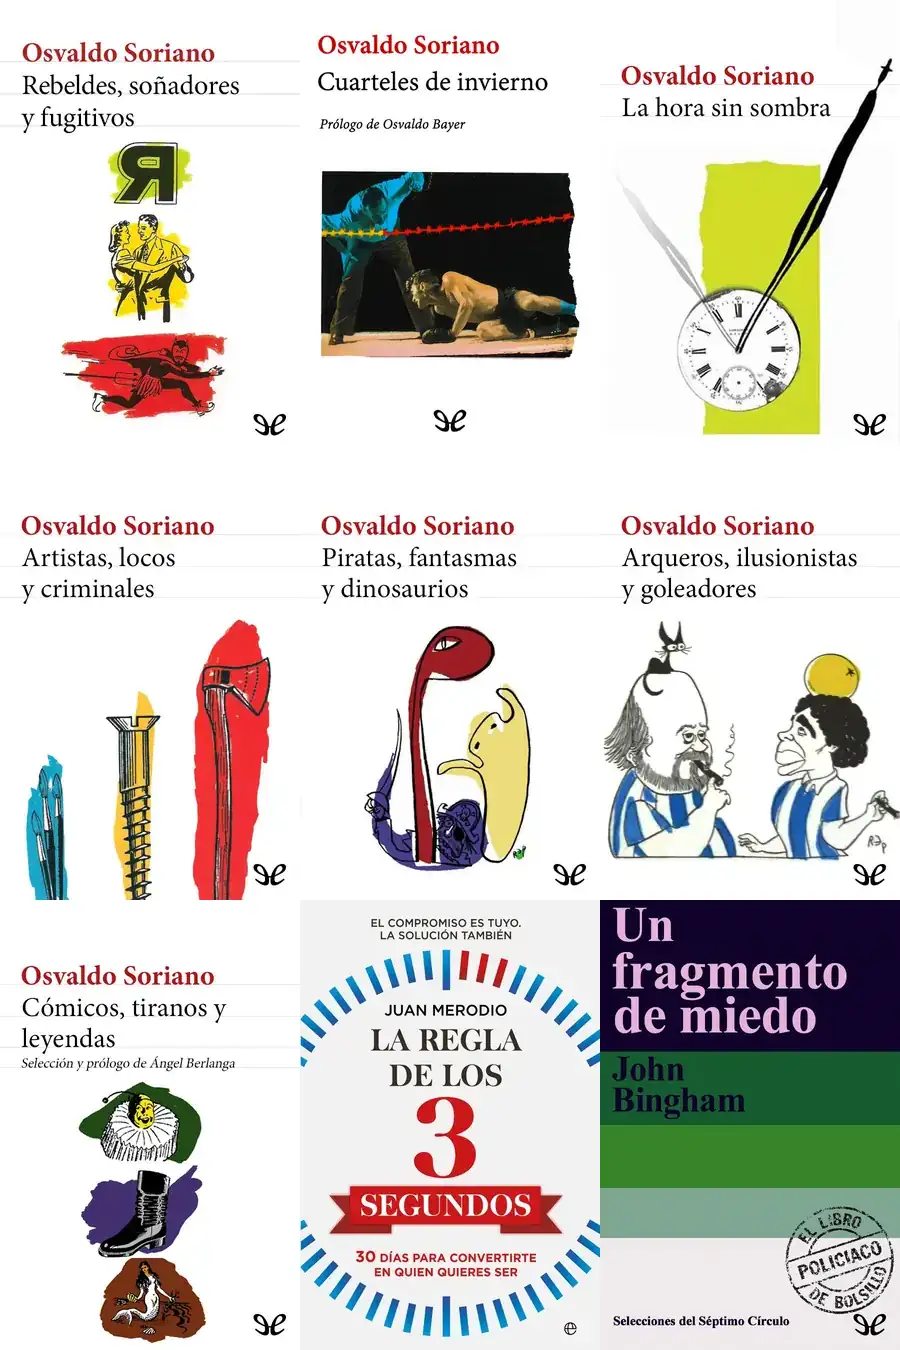 Osvaldo Soriano
Rebeldes, soñadores
y fugitivos
R
Osvaldo Soriano
Cuarteles de invierno
Prólogo de Osvaldo Bayer
Osvaldo Soriano
La hora sin sombra
Osvaldo Soriano
Artistas, locos
y criminales
Osvaldo Soriano
Piratas, fantasmas
y dinosaurios
Osvaldo Soriano
Arqueros, ilusionistas
y goleadores
Osvaldo Soriano
Cómicos, tiranos y
leyendas
Selección y prólogo de Ángel Berlanga
EL COMPROMISO ES TUYO.
LA SOLUCIÓN TAMBIÉN
JUAN MERODIO
LA REGLA
DE LOS
3
SEGUNDOS
30 DÍAS PARA CONVERTIRTE
EN QUIEN QUIERES SER
Un
fragmento
de miedo
John
Bingham
EL LIBRO
POLICIACO
DE BOLSILLO
Selecciones del Séptimo Círculo